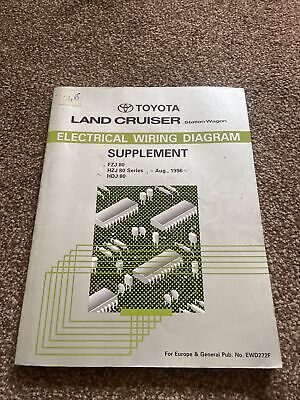 TOYOTA
LAND CRUISER Station Wagon
ELECTRICAL WIRING DIAGRAM
SUPPLEMENT
FZJ 80
HZJ 80 Series - Aug., 1996 -
HDJ 80
For Europe & General Pub. No. EWD272F